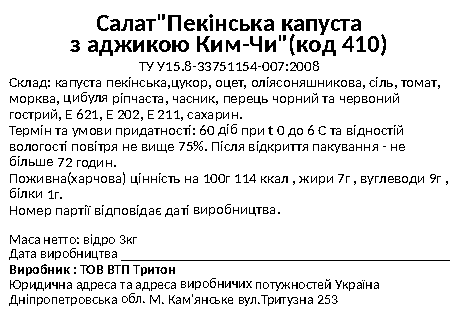 Салат"Пекінська капуста
з аджикою Ким-Чи"(код 410)
ТУ У15.8-33751154-007:2008
Склад: капуста пекінська,цукор, оцет, оліясоняшникова, сіль, томат,
морква, цибуля ріпчаста, часник, перець чорний та червоний
гострий, Е 621, Е 202, Е 211, сахарин.
Термін та умови придатності: 60 діб при t 0 до 6 С та відностій
вологості повітря не вище 75%. Після відкриття пакування - не
більше 72 годин.
Поживна(харчова) цінність на 100г 114 ккал , жири 7г , вуглеводи 9г ,
білки 1г.
Номер партії відповідає даті виробництва.
Маса нетто: відро 3кг
Дата виробництва ____________________
Виробник : ТОВ ВТП Тритон
Юридична адреса та адреса виробничих потужностей Україна
Дніпропетровська обл. М. Кам'янське вул.Тритузна 253